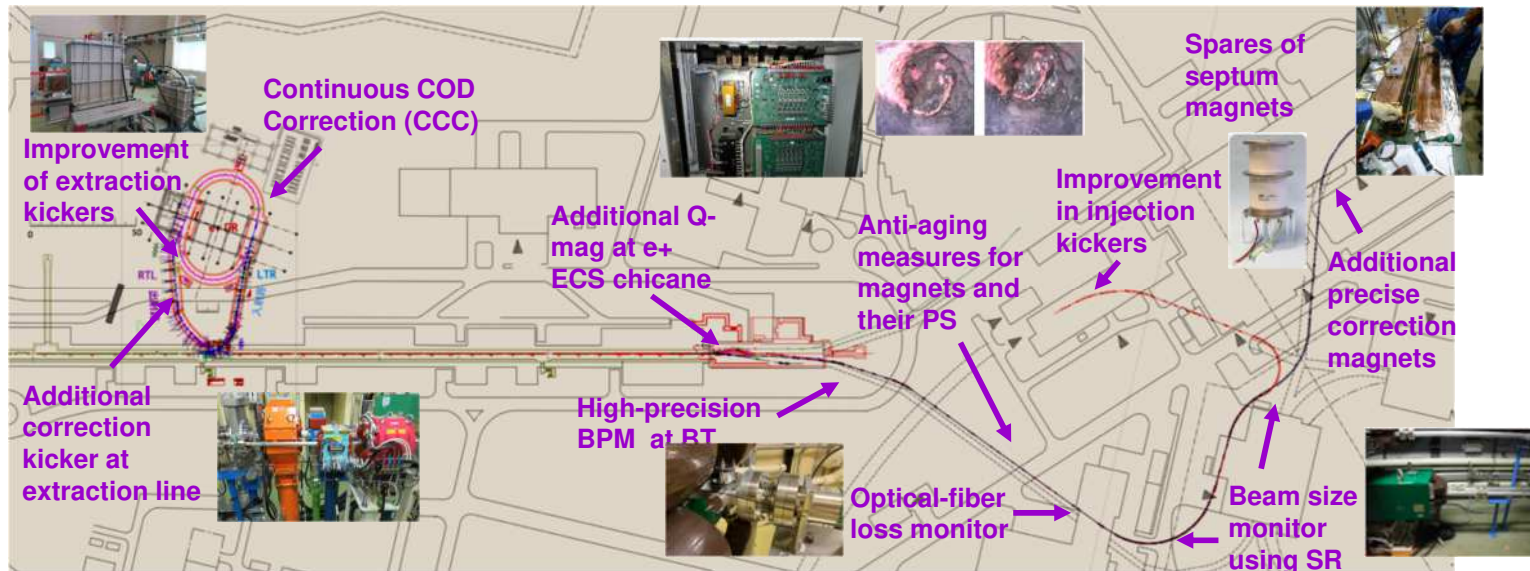 Continuous COD
Correction (CCC)
Improvement
of extraction
kickers
Additional
correction
kicker at
extraction line
DR
RTL
LTR
0
50
Additional Q-
mag at e+
ECS chicane
High-precision
BPM at BT
Anti-aging
measures for
magnets and
their PS
Optical-fiber
loss monitor
Improvement
in injection
kickers
Spares of
septum
magnets
Additional
precise
correction
magnets
Beam size
monitor
using SR